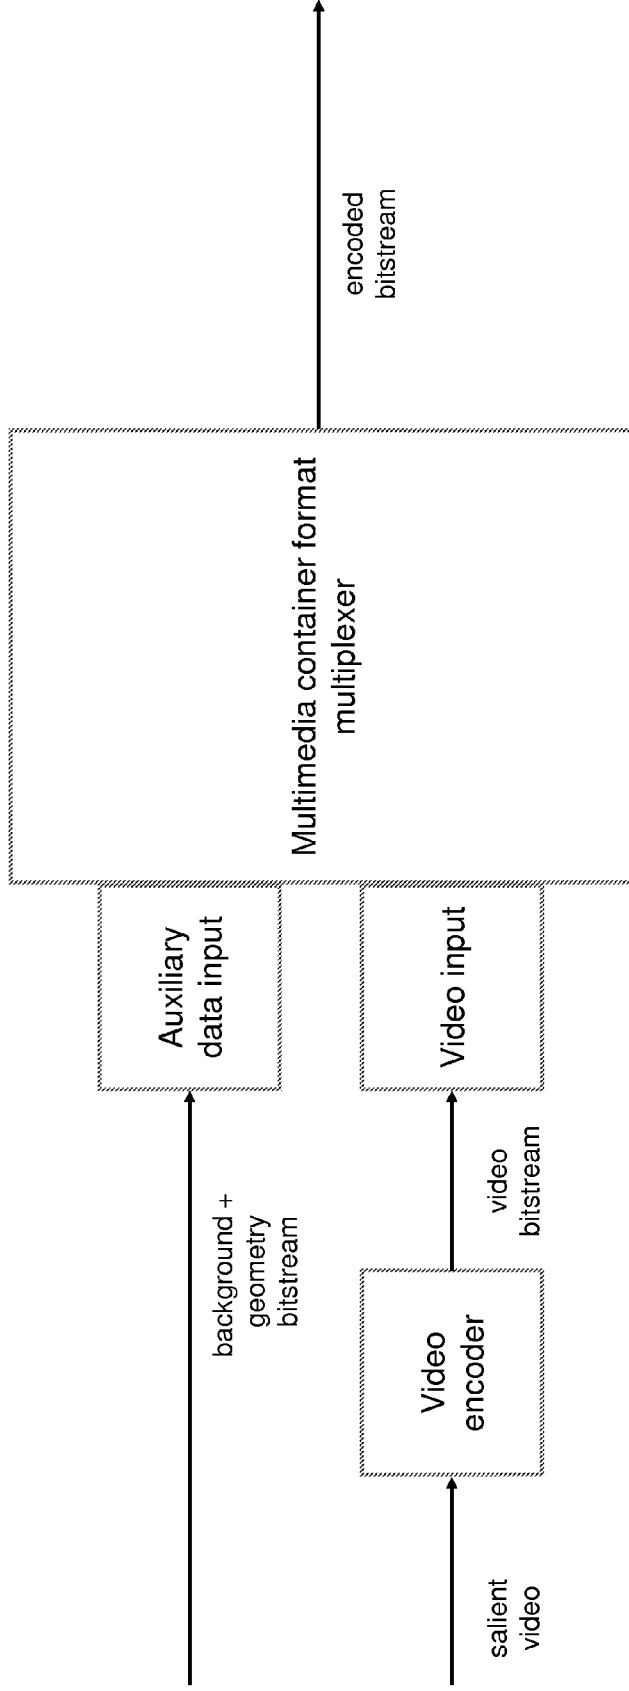 background +
geometry
bitstream
Auxiliary
data input
salient
video
Video
encoder
video
bitstream
Video input
Multimedia container format
multiplexer
encoded
bitstream